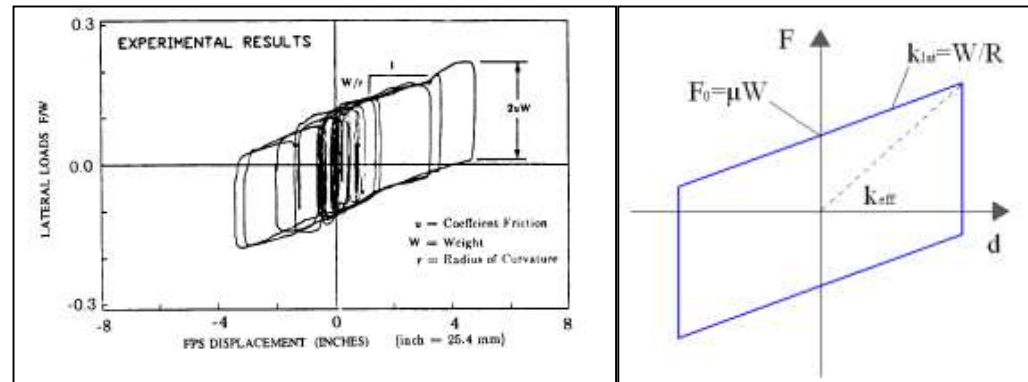 0.3
EXPERIMENTAL RESULTS
1
W/r
2uW
LATERAL LOADS F/W
0.0
u = Coefficient Friction
W = Weight
r = Radius of Curvature
-0.3
-8
-4
0
4
8
FPS DISPLACEMENT (INCHES) (inch = 25.4 mm)
F
kInt=W/R
F0=µW
keff
d